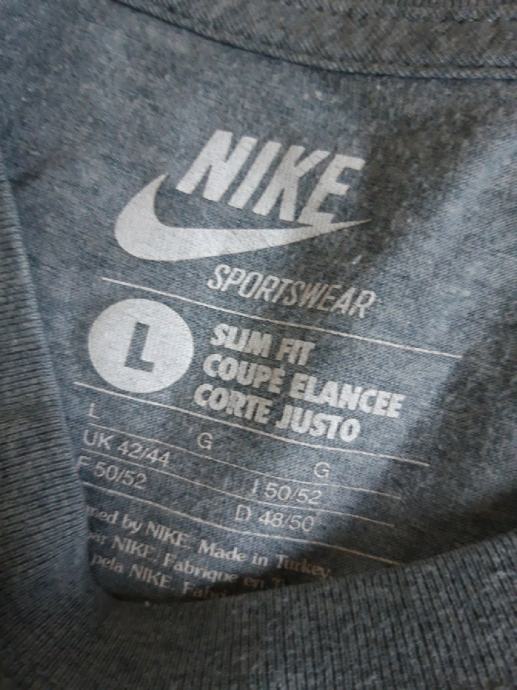 NIKE
SPORTSWEAR
L
SLIM FIT
COUPÉ ELANCEE
CORTE JUSTO
L G G
UK 42/44 I 50/52
F 50/52 D 48/50
by NIKE. Made in Turkey
NIKE. Fabrique en
NIKE.